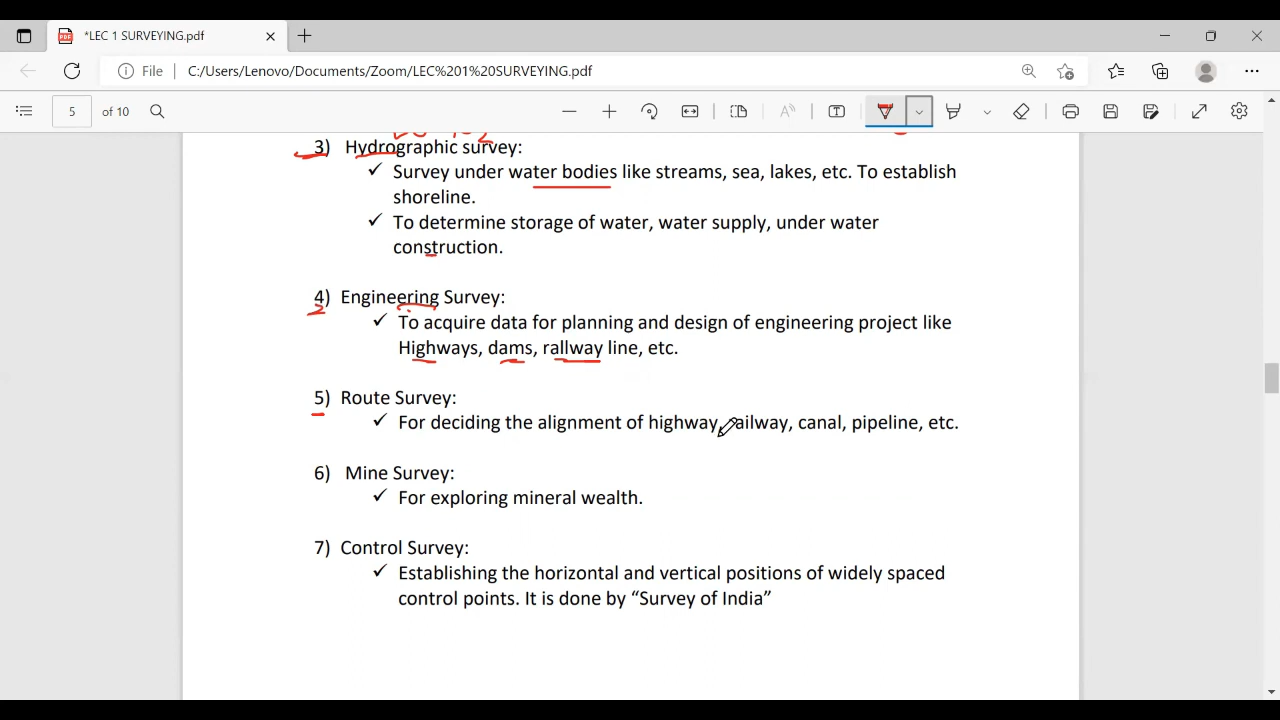 *LEC 1 SURVEYING.pdf
File C:/Users/Lenovo/Documents/Zoom/LEC%201%20SURVEYING.pdf
5 of 10
3) Hydrographic survey:
✓ Survey under water bodies like streams, sea, lakes, etc. To establish
shoreline.
✓ To determine storage of water, water supply, under water
construction.
4) Engineering Survey:
✓ To acquire data for planning and design of engineering project like
Highways, dams, rallway line, etc.
5) Route Survey:
✓ For deciding the alignment of highway, railway, canal, pipeline, etc.
6) Mine Survey:
✓ For exploring mineral wealth.
7) Control Survey:
✓ Establishing the horizontal and vertical positions of widely spaced
control points. It is done by “Survey of India”